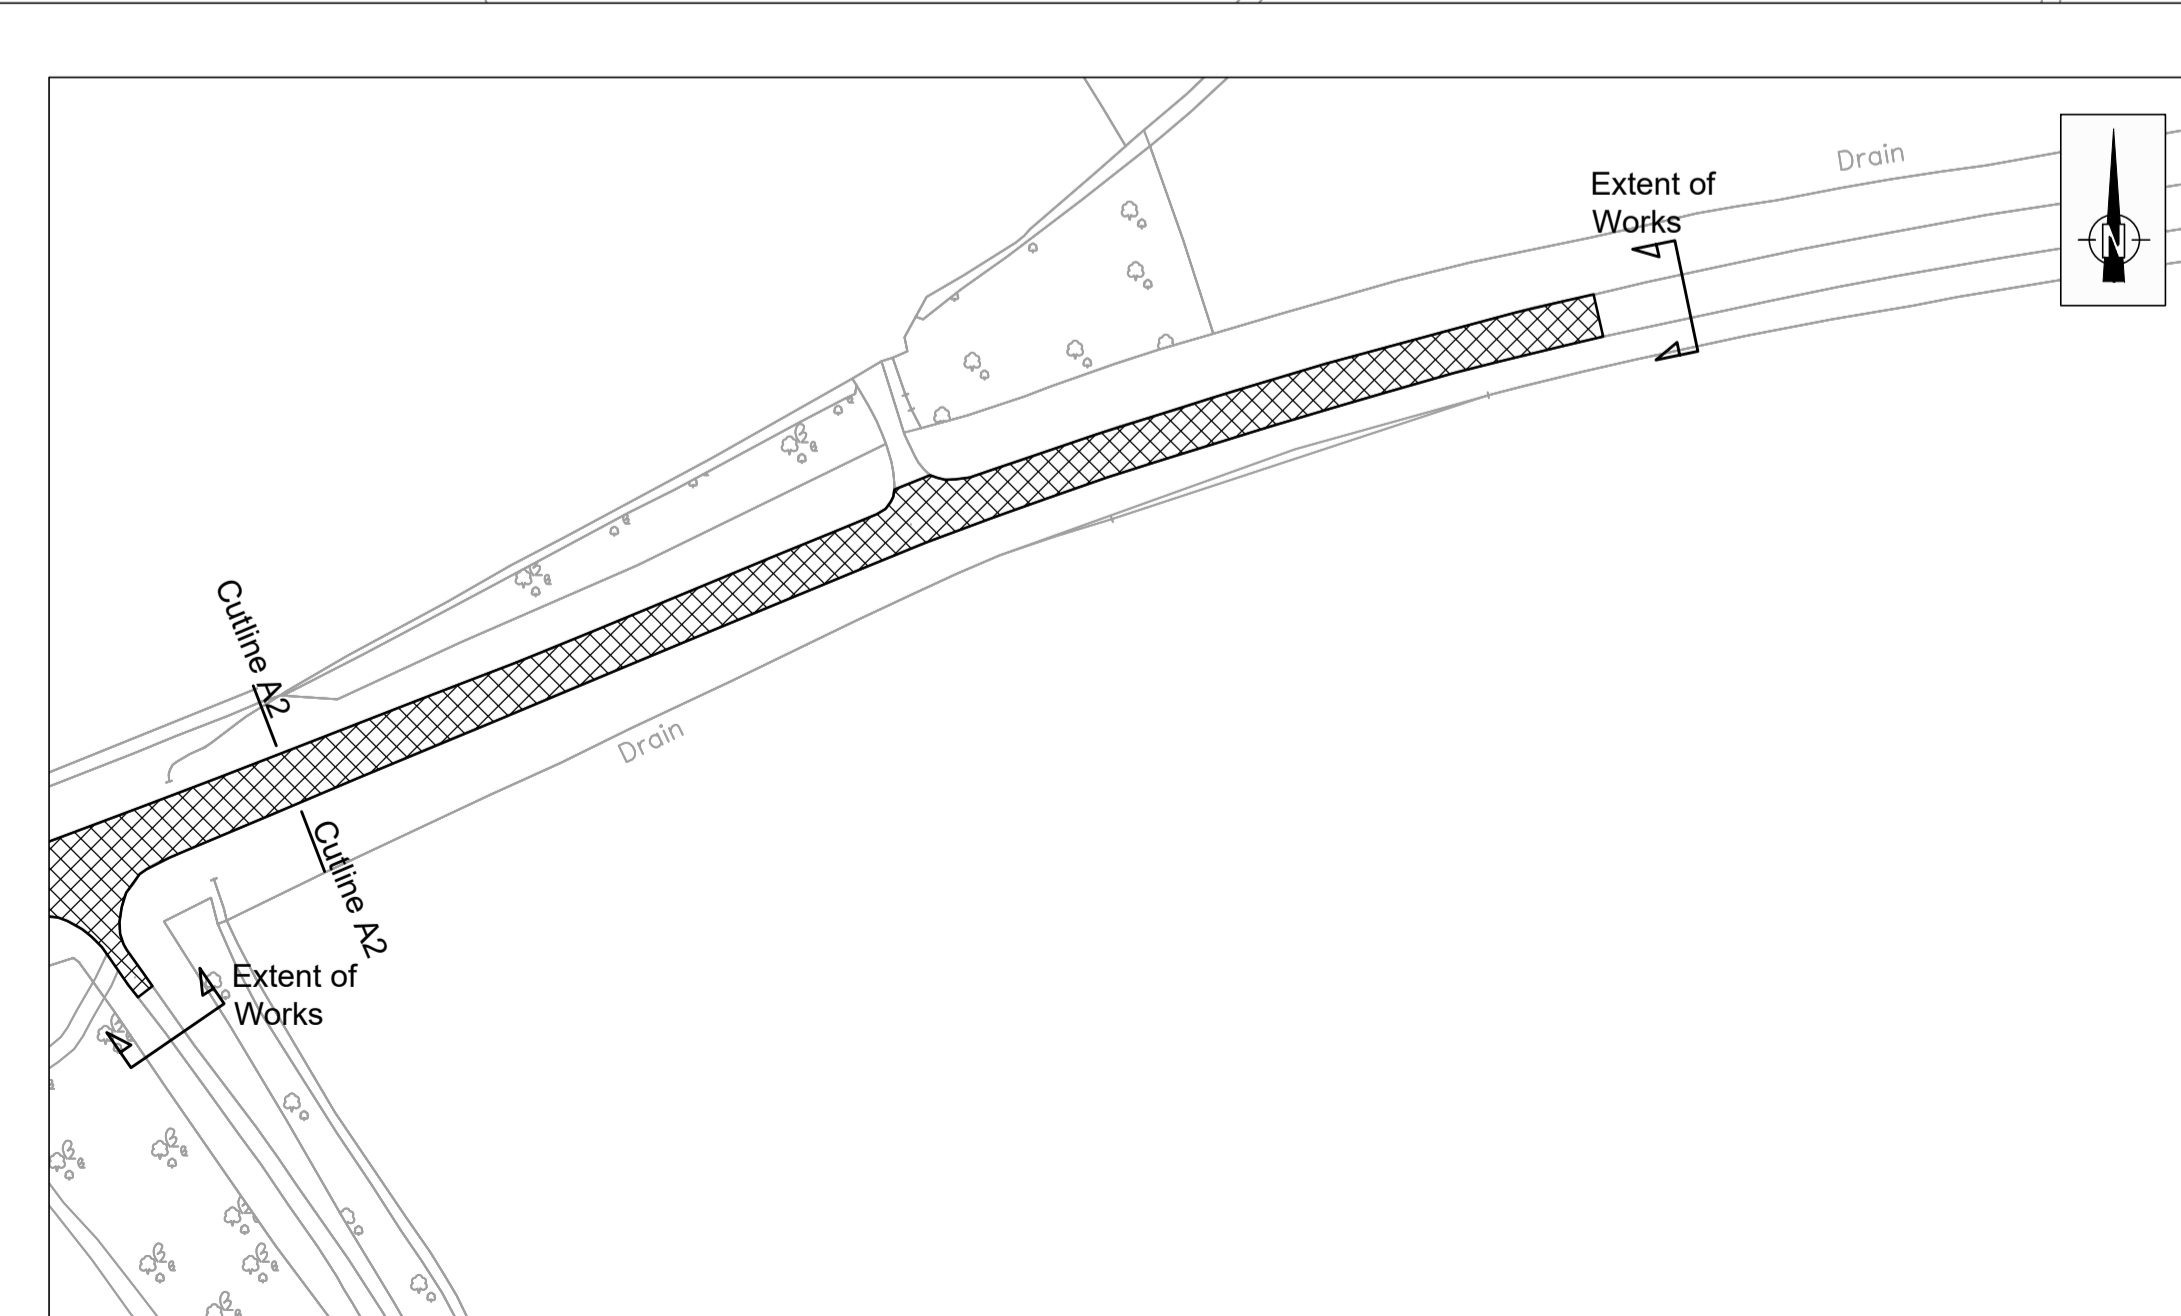 Drain
Extent of
Works
N
Cutline A2
Drain
Cutline A2
Extent of
Works